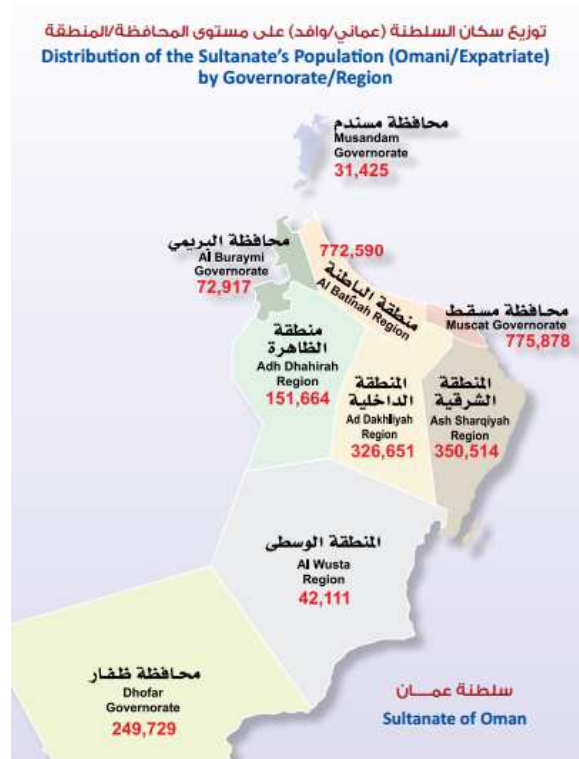 توزيع سكان السلطنة (عماني/وافد) على مستوى المحافظة/المنطقة
Distribution of the Sultanate's Population (Omani/Expatriate)
by Governorate/Region
محافظة مسندم
Musandam
Governorate
31,425
محافظة البريمي
Al Buraymi
Governorate
72,917
772,590
منطقة الباطنة
Al Batinah Region
محافظة مسقط
Muscat Governorate
775,878
منطقة
الظاهرة
Adh Dhahirah
Region
151,664
المنطقة
الداخلية
Ad Dakhliyah
Region
326,651
المنطقة
الشرقية
Ash Sharqiyah
Region
350,514
المنطقة الوسطى
Al Wusta
Region
42,111
محافظة ظفار
Dhofar
Governorate
249,729
سلطنة عمـــان
Sultanate of Oman